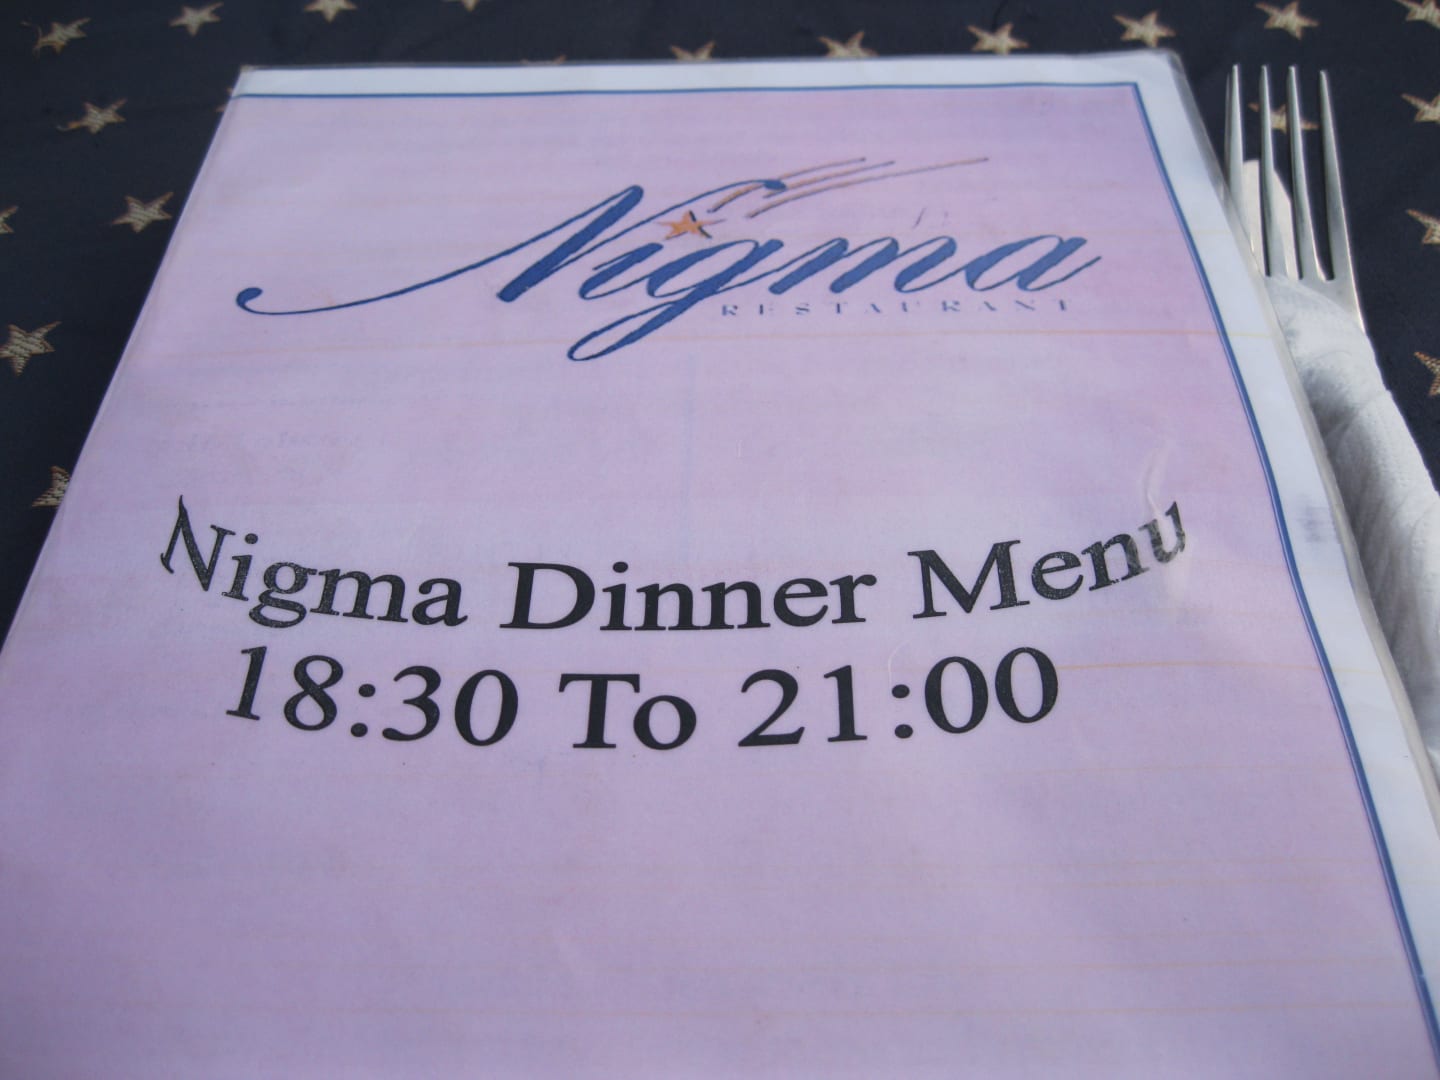 Nigma
RESTAURANT
Nigma Dinner Menu
18:30 To 21:00